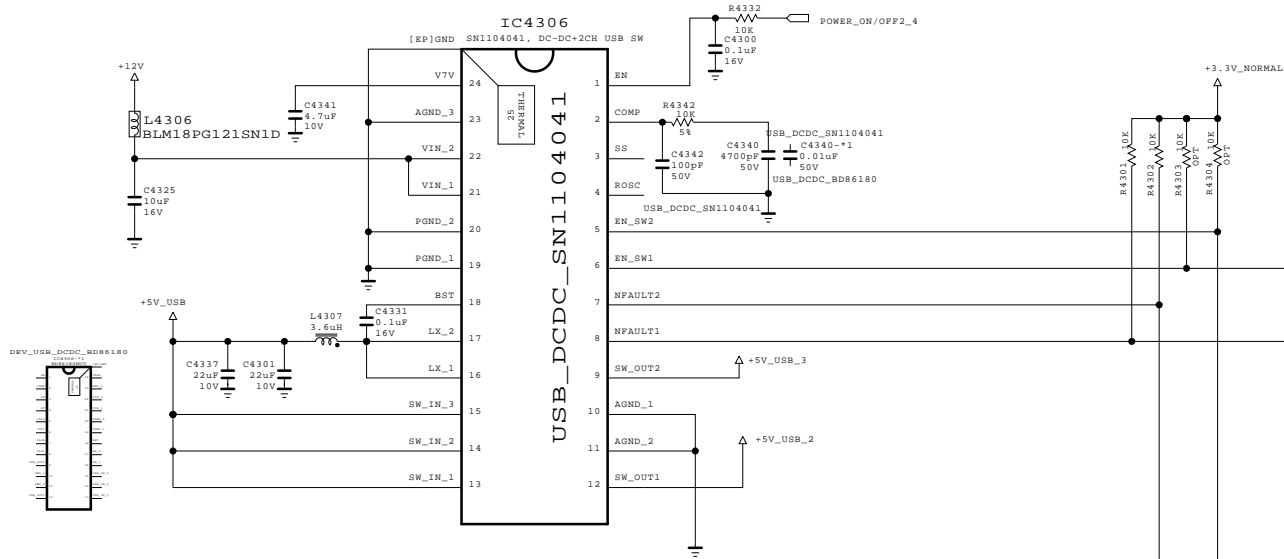 IC4306
SN1104041, DC-DC+2CH USB SW
[EP]GND
THERMAL
25
USB_DCDC_SN1104041
V7V 24
AGND_3 23
VIN_2 22
VIN_1 21
PGND_2 20
PGND_1 19
BST 18
LX_2 17
LX_1 16
SW_IN_3 15
SW_IN_2 14
SW_IN_1 13
1 EN
2 COMP
3 SS
4 ROSC
5 EN_SW2
6 EN_SW1
7 NFAULT2
8 NFAULT1
9 SW_OUT2
10 AGND_1
11 AGND_2
12 SW_OUT1
+12V
L4306
BLM18PG121SN1D
C4325
10uF
16V
C4341
4.7uF
10V
+5V_USB
L4307
3.6uH
C4331
0.1uF
16V
C4337
22uF
10V
C4301
22uF
10V
DEV_USB_DCDC_BD86180
IC4306-*1
R4332
10K
POWER_ON/OFF2_4
C4300
0.1uF
16V
R4342
10K
5%
C4342
100pF
50V
USB_DCDC_SN1104041
C4340
4700pF
50V
C4340-*1
0.01uF
50V
USB_DCDC_BD86180
USB_DCDC_SN1104041
+5V_USB_3
+5V_USB_2
+3.3V_NORMAL
R4301 10K
R4302 10K
R4303 10K
OPT
R4304 10K
OPT